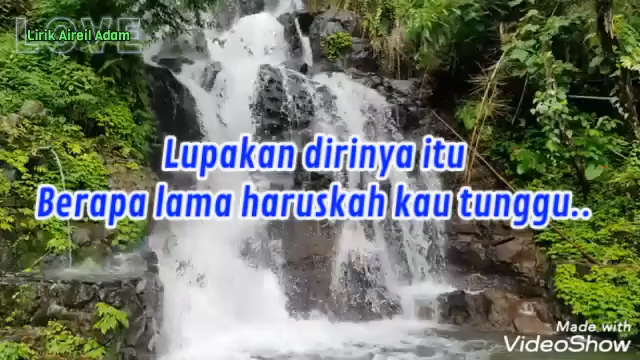 LOVE
Lirik Aireil Adam
Lupakan dirinya itu
Berapa lama haruskah kau tunggu..
Made with
VideoShow